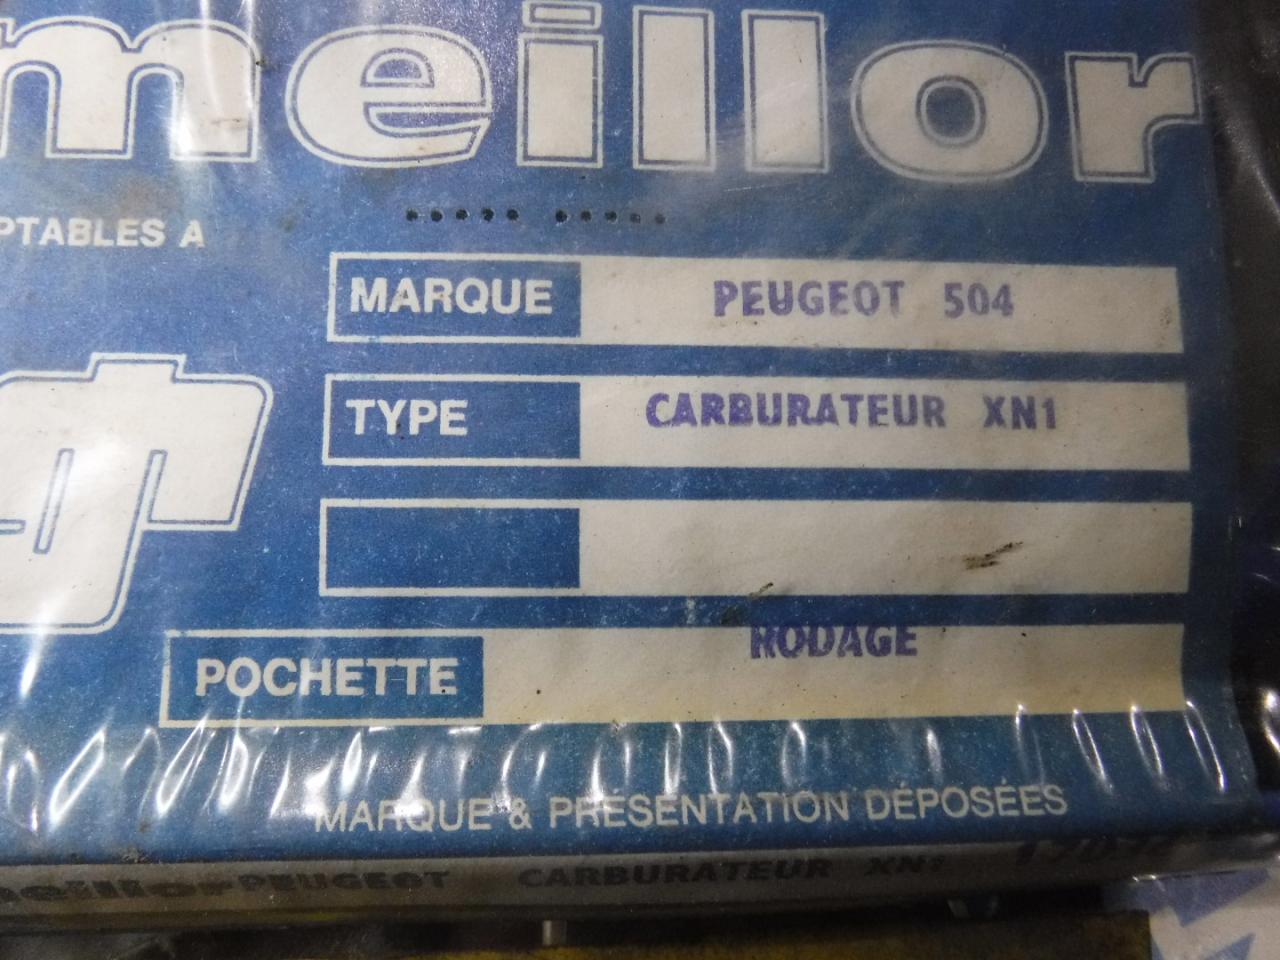 meillor
PTABLES A
MARQUE PEUGEOT 504
TYPE CARBURATEUR XN1
POCHETTE RODAGE
MARQUE & PRÉSENTATION DÉPOSÉES
meillor PEUGEOT CARBURATEUR XN1